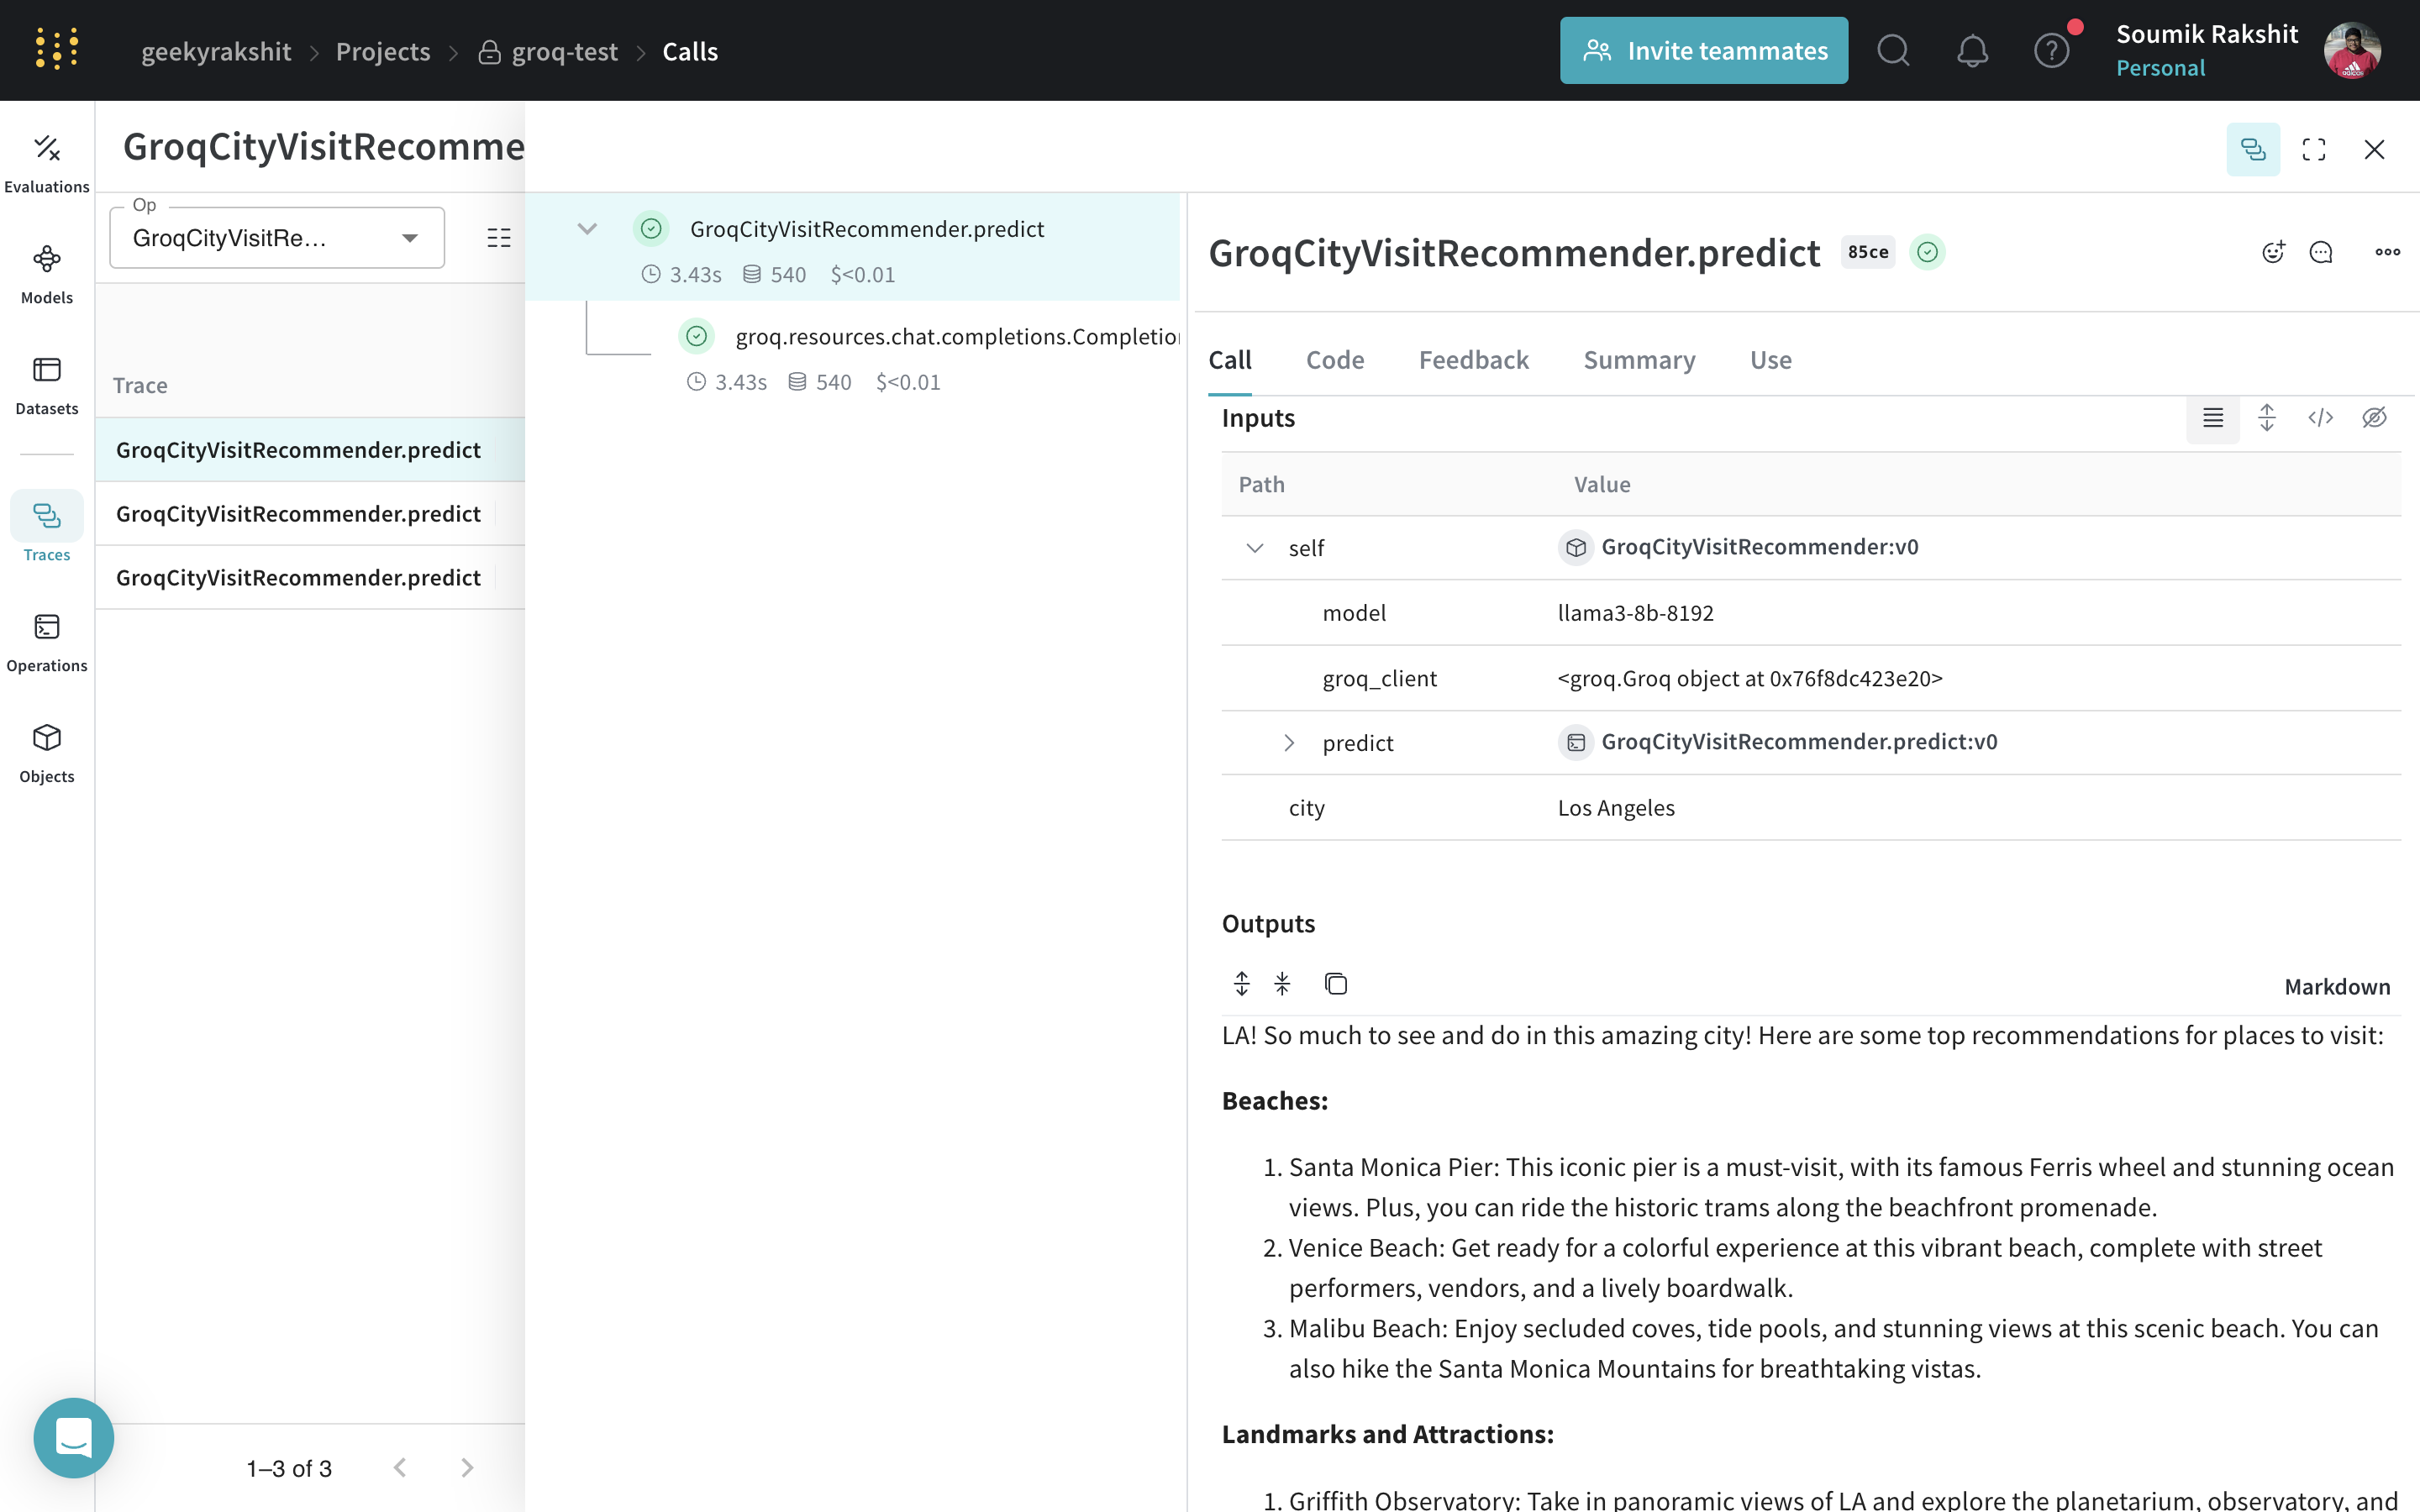 geekyrakshit > Projects > groq-test > Calls
Invite teammates
Soumik Rakshit
Personal
Evaluations
Models
Datasets
Traces
Operations
Objects
GroqCityVisitRecomme
Op
GroqCityVisitRe...
Trace
GroqCityVisitRecommender.predict
GroqCityVisitRecommender.predict
GroqCityVisitRecommender.predict
1–3 of 3
GroqCityVisitRecommender.predict
3.43s 540 $<0.01
groq.resources.chat.completions.Completio
3.43s 540 $<0.01
GroqCityVisitRecommender.predict 85ce
Call Code Feedback Summary Use
Inputs
Path Value
self GroqCityVisitRecommender:v0
model llama3-8b-8192
groq_client <groq.Groq object at 0x76f8dc423e20>
predict GroqCityVisitRecommender.predict:v0
city Los Angeles
Outputs
Markdown
LA! So much to see and do in this amazing city! Here are some top recommendations for places to visit:
Beaches:
1. Santa Monica Pier: This iconic pier is a must-visit, with its famous Ferris wheel and stunning ocean
views. Plus, you can ride the historic trams along the beachfront promenade.
2. Venice Beach: Get ready for a colorful experience at this vibrant beach, complete with street
performers, vendors, and a lively boardwalk.
3. Malibu Beach: Enjoy secluded coves, tide pools, and stunning views at this scenic beach. You can
also hike the Santa Monica Mountains for breathtaking vistas.
Landmarks and Attractions:
1. Griffith Observatory: Take in panoramic views of LA and explore the planetarium, observatory, and